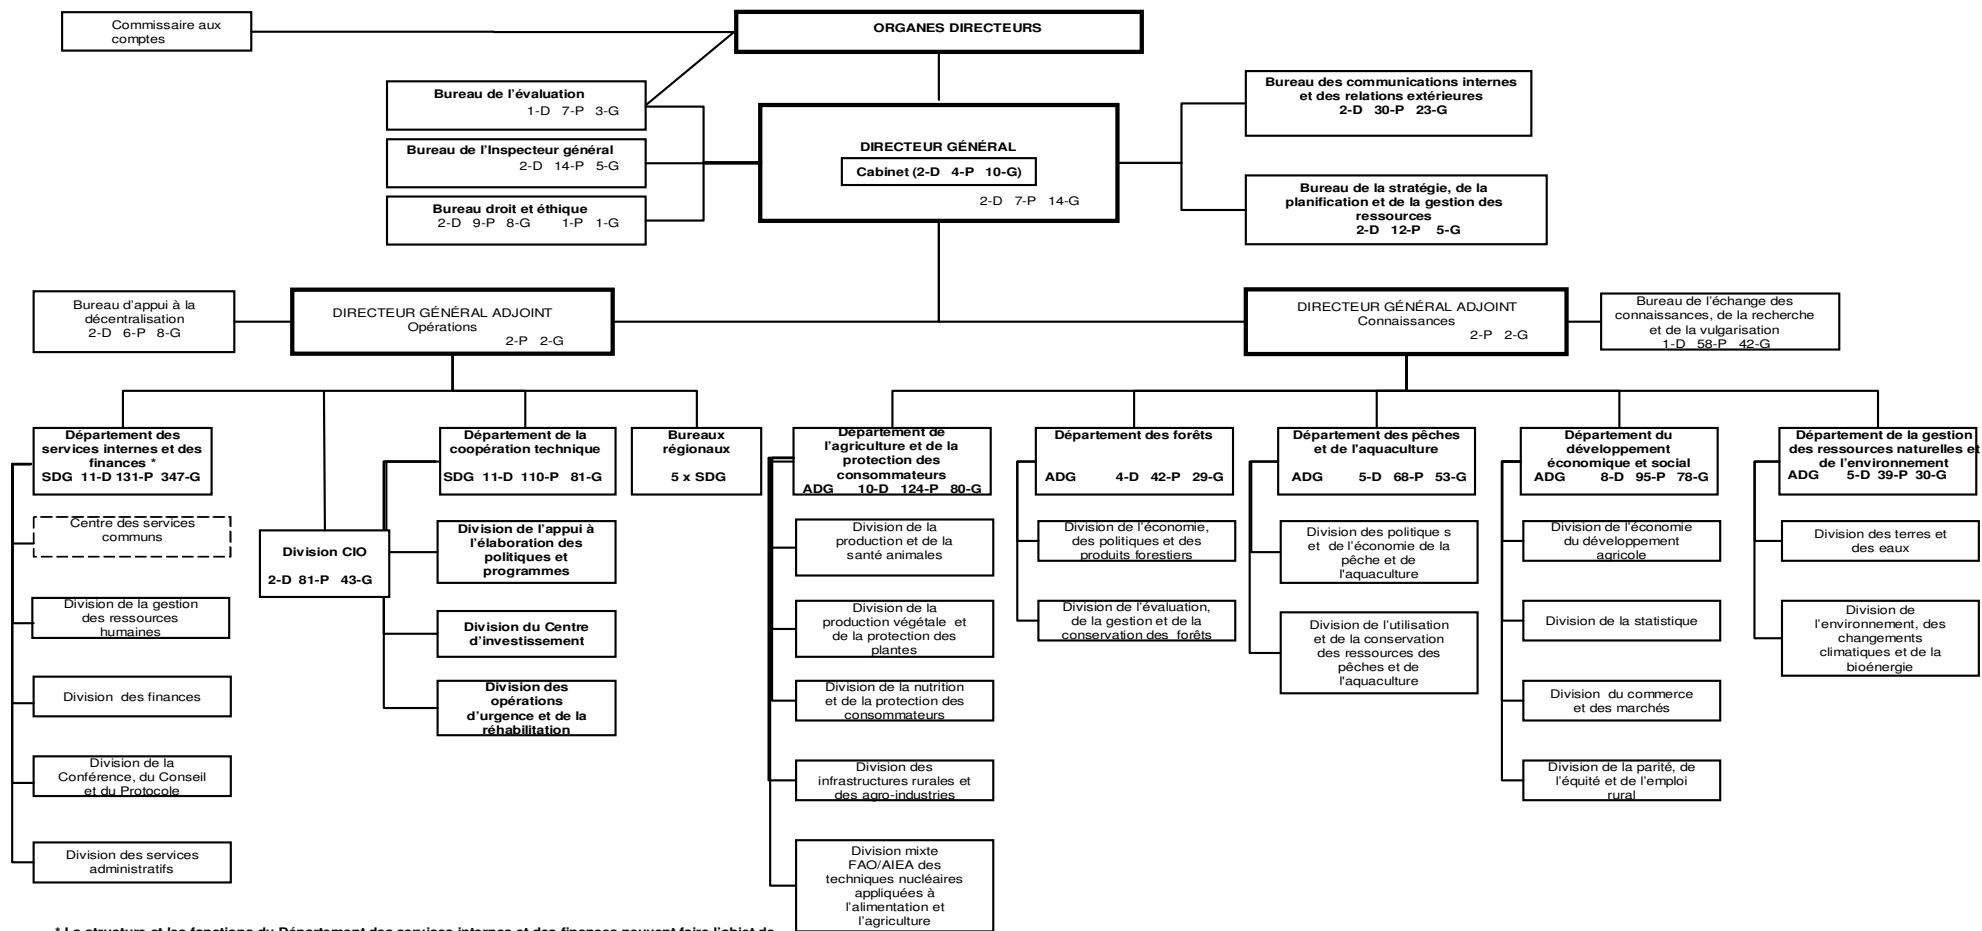 Commissaire aux
comptes
ORGANES DIRECTEURS
Bureau de l'évaluation
1-D 7-P 3-G
Bureau de l'Inspecteur général
2-D 14-P 5-G
Bureau droit et éthique
2-D 9-P 8-G 1-P 1-G
DIRECTEUR GÉNÉRAL
Cabinet (2-D 4-P 10-G)
2-D 7-P 14-G
Bureau des communications internes
et des relations extérieures
2-D 30-P 23-G
Bureau de la stratégie, de la
planification et de la gestion des
ressources
2-D 12-P 5-G
Bureau d'appui à la
décentralisation
2-D 6-P 8-G
DIRECTEUR GÉNÉRAL ADJOINT
Opérations
2-P 2-G
DIRECTEUR GÉNÉRAL ADJOINT
Connaissances
2-P 2-G
Bureau de l'échange des
connaissances, de la recherche
et de la vulgarisation
1-D 58-P 42-G
Département des
services internes et des
finances *
SDG 11-D 131-P 347-G
Centre des services
communs
Division de la gestion
des ressources
humaines
Division des finances
Division de la
Conférence, du Conseil
et du Protocole
Division des services
administratifs
Division CIO
2-D 81-P 43-G
Département de la
coopération technique
SDG 11-D 110-P 81-G
Division de l'appui à
l'élaboration des
politiques et
programmes
Division du Centre
d'investissement
Division des
opérations
d'urgence et de la
réhabilitation
Bureaux
régionaux
5 x SDG
Département de
l'agriculture et de la
protection des
consommateurs
ADG 10-D 124-P 80-G
Division de la
production et de la
santé animales
Division de la
production végétale et
de la protection des
plantes
Division de la nutrition
et de la protection des
consommateurs
Division des
infrastructures rurales et
des agro-industries
Division mixte
FAO/AIEA des
techniques nucléaires
appliquées à
l'alimentation et
l'agriculture
Département des forêts
ADG 4-D 42-P 29-G
Division de l'économie,
des politiques et des
produits forestiers
Division de l'évaluation,
de la gestion et de la
conservation des forêts
Département des pêches
et de l'aquaculture
ADG 5-D 68-P 53-G
Division des politique s
et de l'économie de la
pêche et de
l'aquaculture
Division de l'utilisation
et de la conservation
des ressources des
pêches et de
l'aquaculture
Département du
développement
économique et social
ADG 8-D 95-P 78-G
Division de l'économie
du développement
agricole
Division de la statistique
Division du commerce
et des marchés
Division de la parité, de
l'équité et de l'emploi
rural
Département de la gestion
des ressources naturelles et
de l'environnement
ADG 5-D 39-P 30-G
Division des terres et
des eaux
Division de
l'environnement, des
changements
climatiques et de la
bioénergie
* La structure et les fonctions du Département des services internes et des finances peuvent faire l'objet de